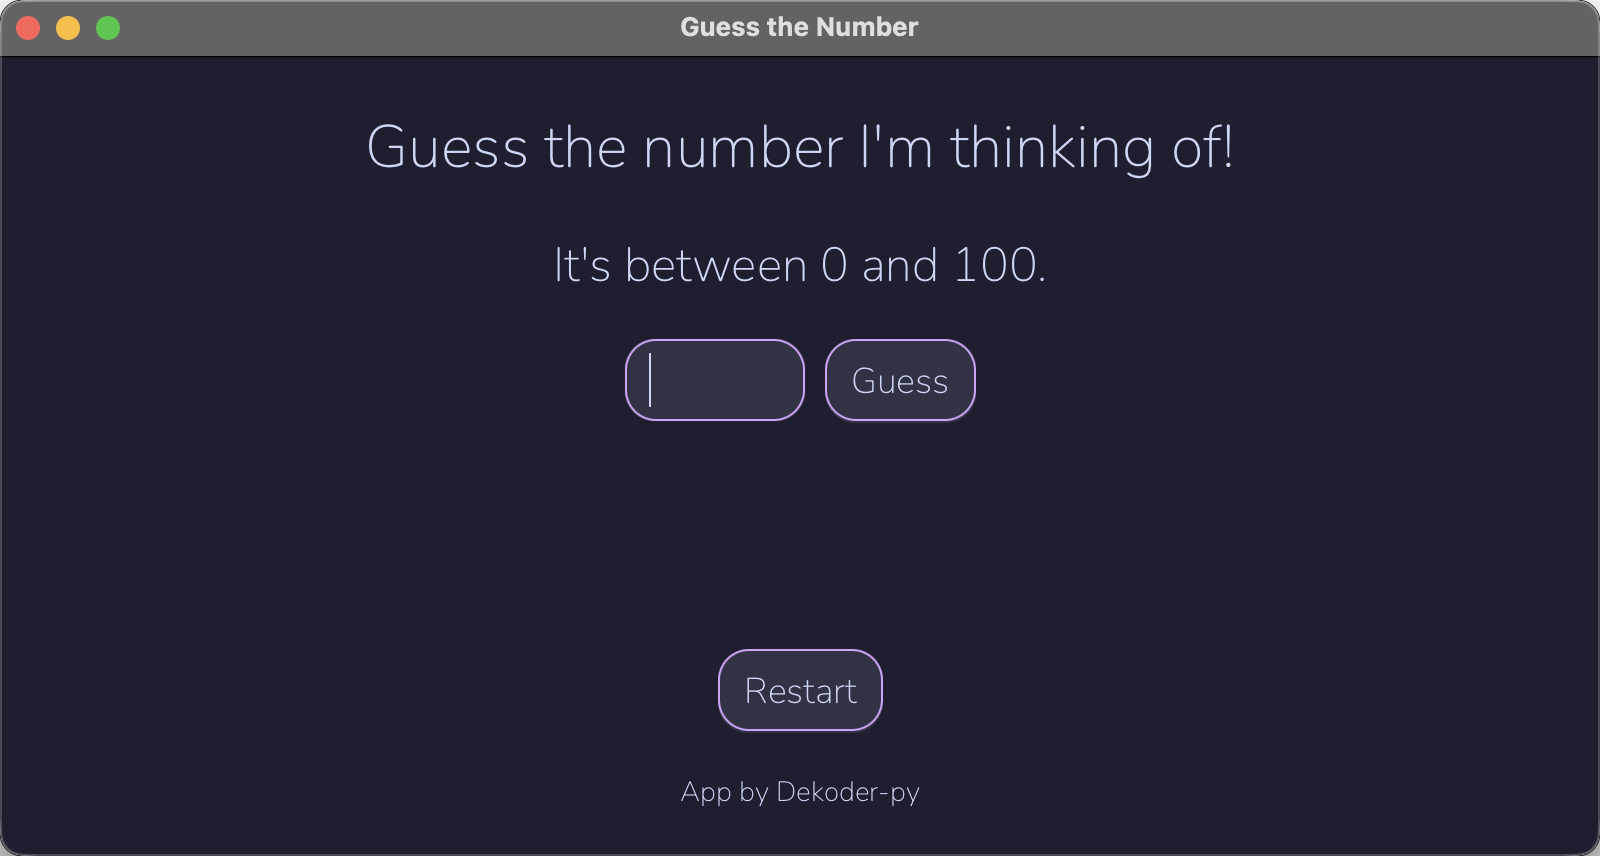 Guess the Number
Guess the number I'm thinking of!
It's between 0 and 100.
Guess
Restart
App by Dekoder-py